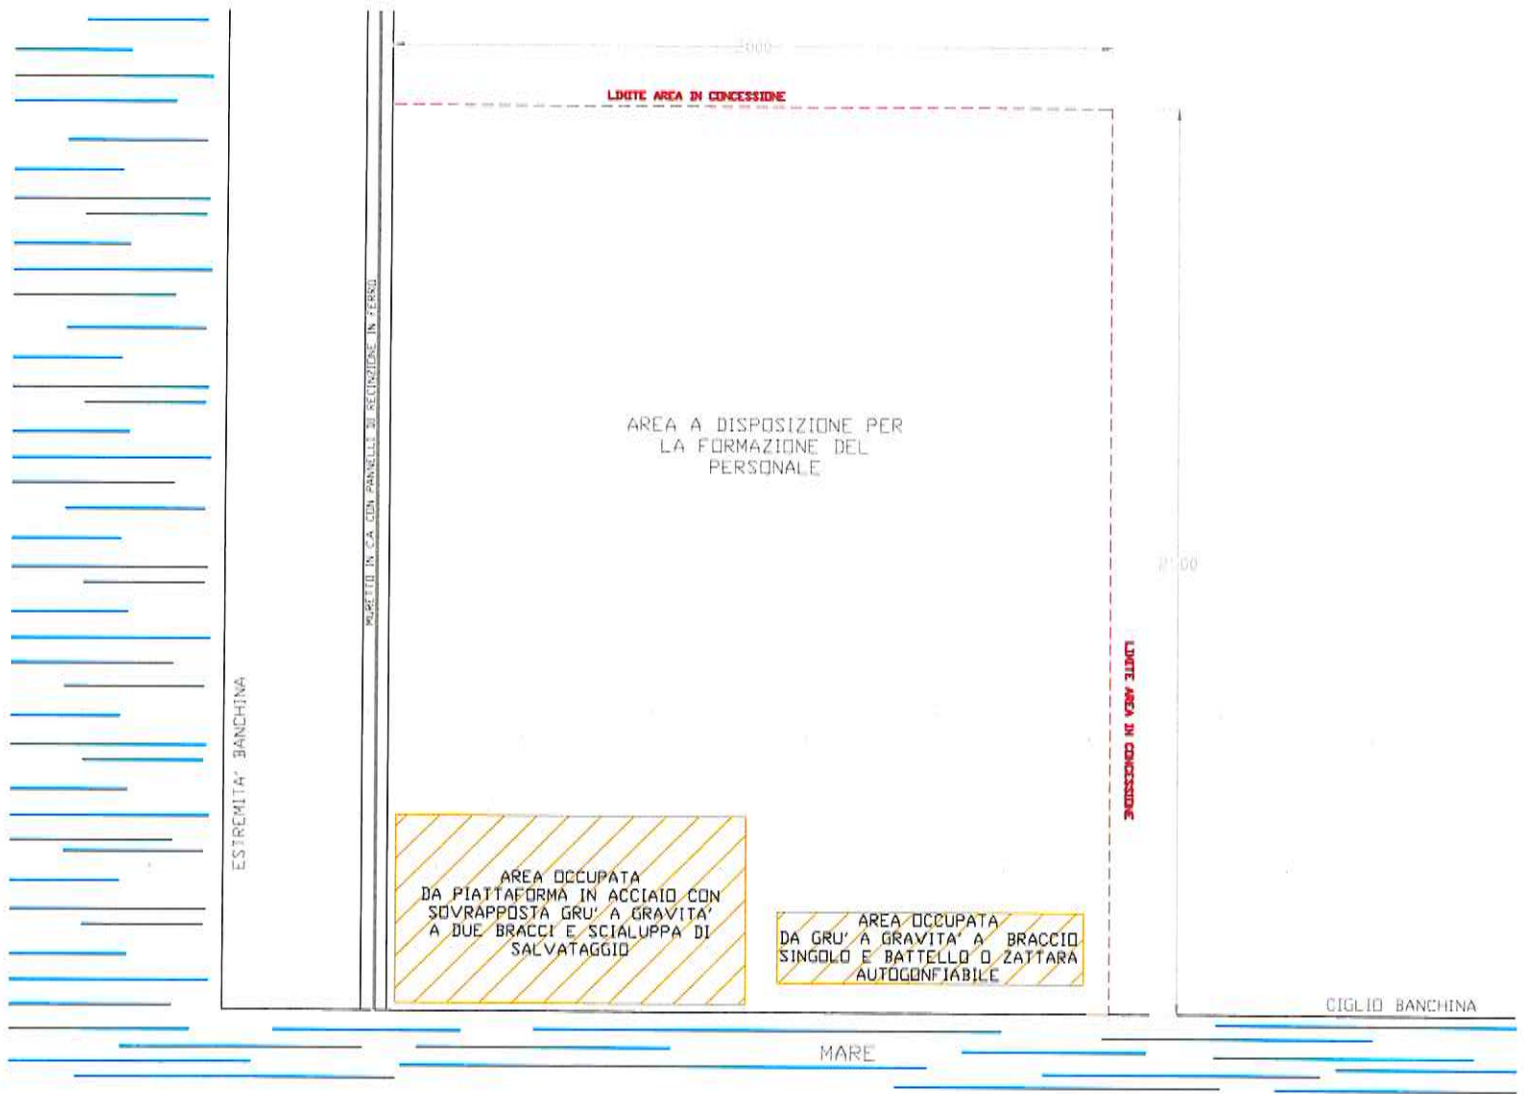 2000
LIMITE AREA IN CONCESSIONE
MURETTO IN CA CON PANNELLI DI RECINZIONE IN FERRO
AREA A DISPOSIZIONE PER
LA FORMAZIONE DEL
PERSONALE
2500
LIMITE AREA IN CONCESSIONE
ESTREMITA' BANCHINA
AREA OCCUPATA
DA PIATTAFORMA IN ACCIAIO CON
SOVRAPPOSTA GRU' A GRAVITA'
A DUE BRACCI E SCIALUPPA DI
SALVATAGGIO
AREA OCCUPATA
DA GRU' A GRAVITA' A BRACCIO
SINGOLO E BATTELLO O ZATTARA
AUTOGONFIABILE
CIGLIO BANCHINA
MARE